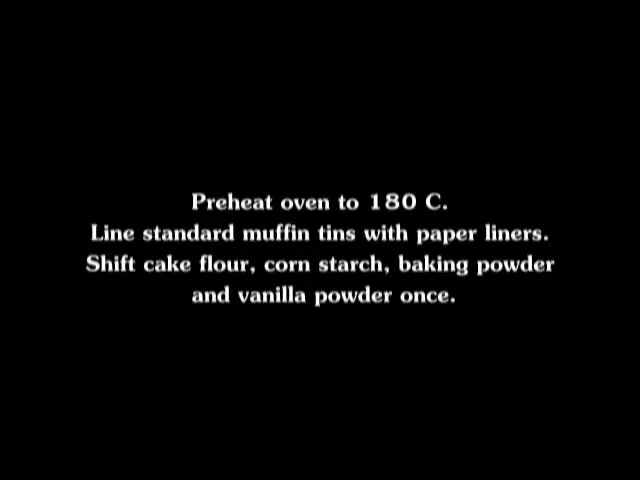 Preheat oven to 180 C.
Line standard muffin tins with paper liners.
Shift cake flour, corn starch, baking powder
and vanilla powder once.